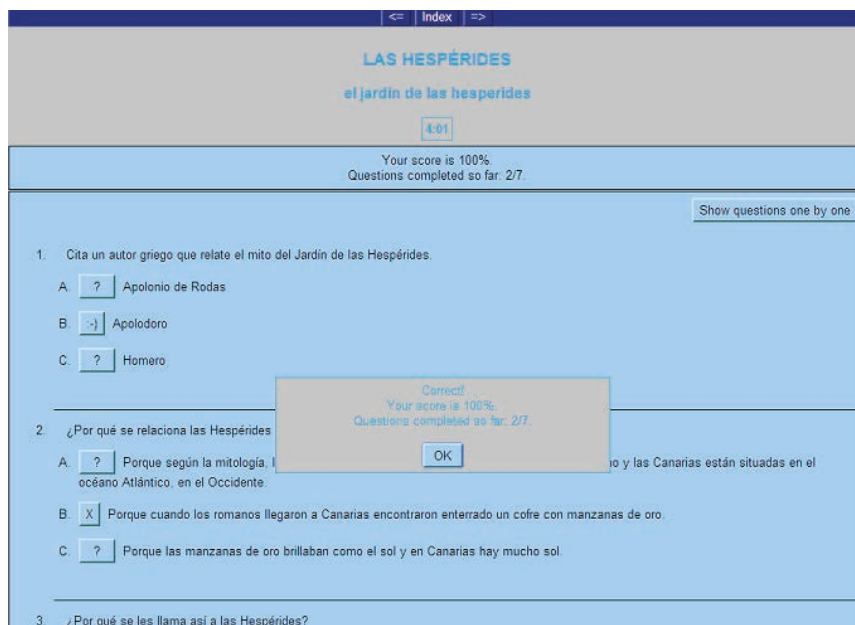 <= Index =>
LAS HESPÉRIDES
el jardín de las hesperides
4:01
Your score is 100%.
Questions completed so far: 2/7.
Show questions one by one
1. Cita un autor griego que relate el mito del Jardín de las Hespérides.
A. ? Apolonio de Rodas
B. :-) Apolodoro
C. ? Homero
Correct!
Your score is 100%.
Questions completed so far: 2/7.
OK
2. ¿Por qué se relaciona las Hespérides
A. ? Porque según la mitología, y las Canarias están situadas en el
océano Atlántico, en el Occidente.
B. X Porque cuando los romanos llegaron a Canarias encontraron enterrado un cofre con manzanas de oro.
C. ? Porque las manzanas de oro brillaban como el sol y en Canarias hay mucho sol.
3. ¿Por qué se les llama así a las Hespérides?